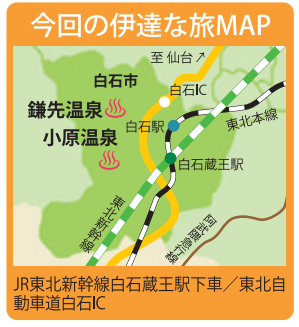 今回の伊達な旅MAP
至 仙台↗
白石市
白石IC
鎌先温泉♨
白石駅
東北本線
小原温泉
♨
白石蔵王駅
東北新幹線
阿武隈急行線
JR東北新幹線白石蔵王駅下車／東北自
動車道白石IC